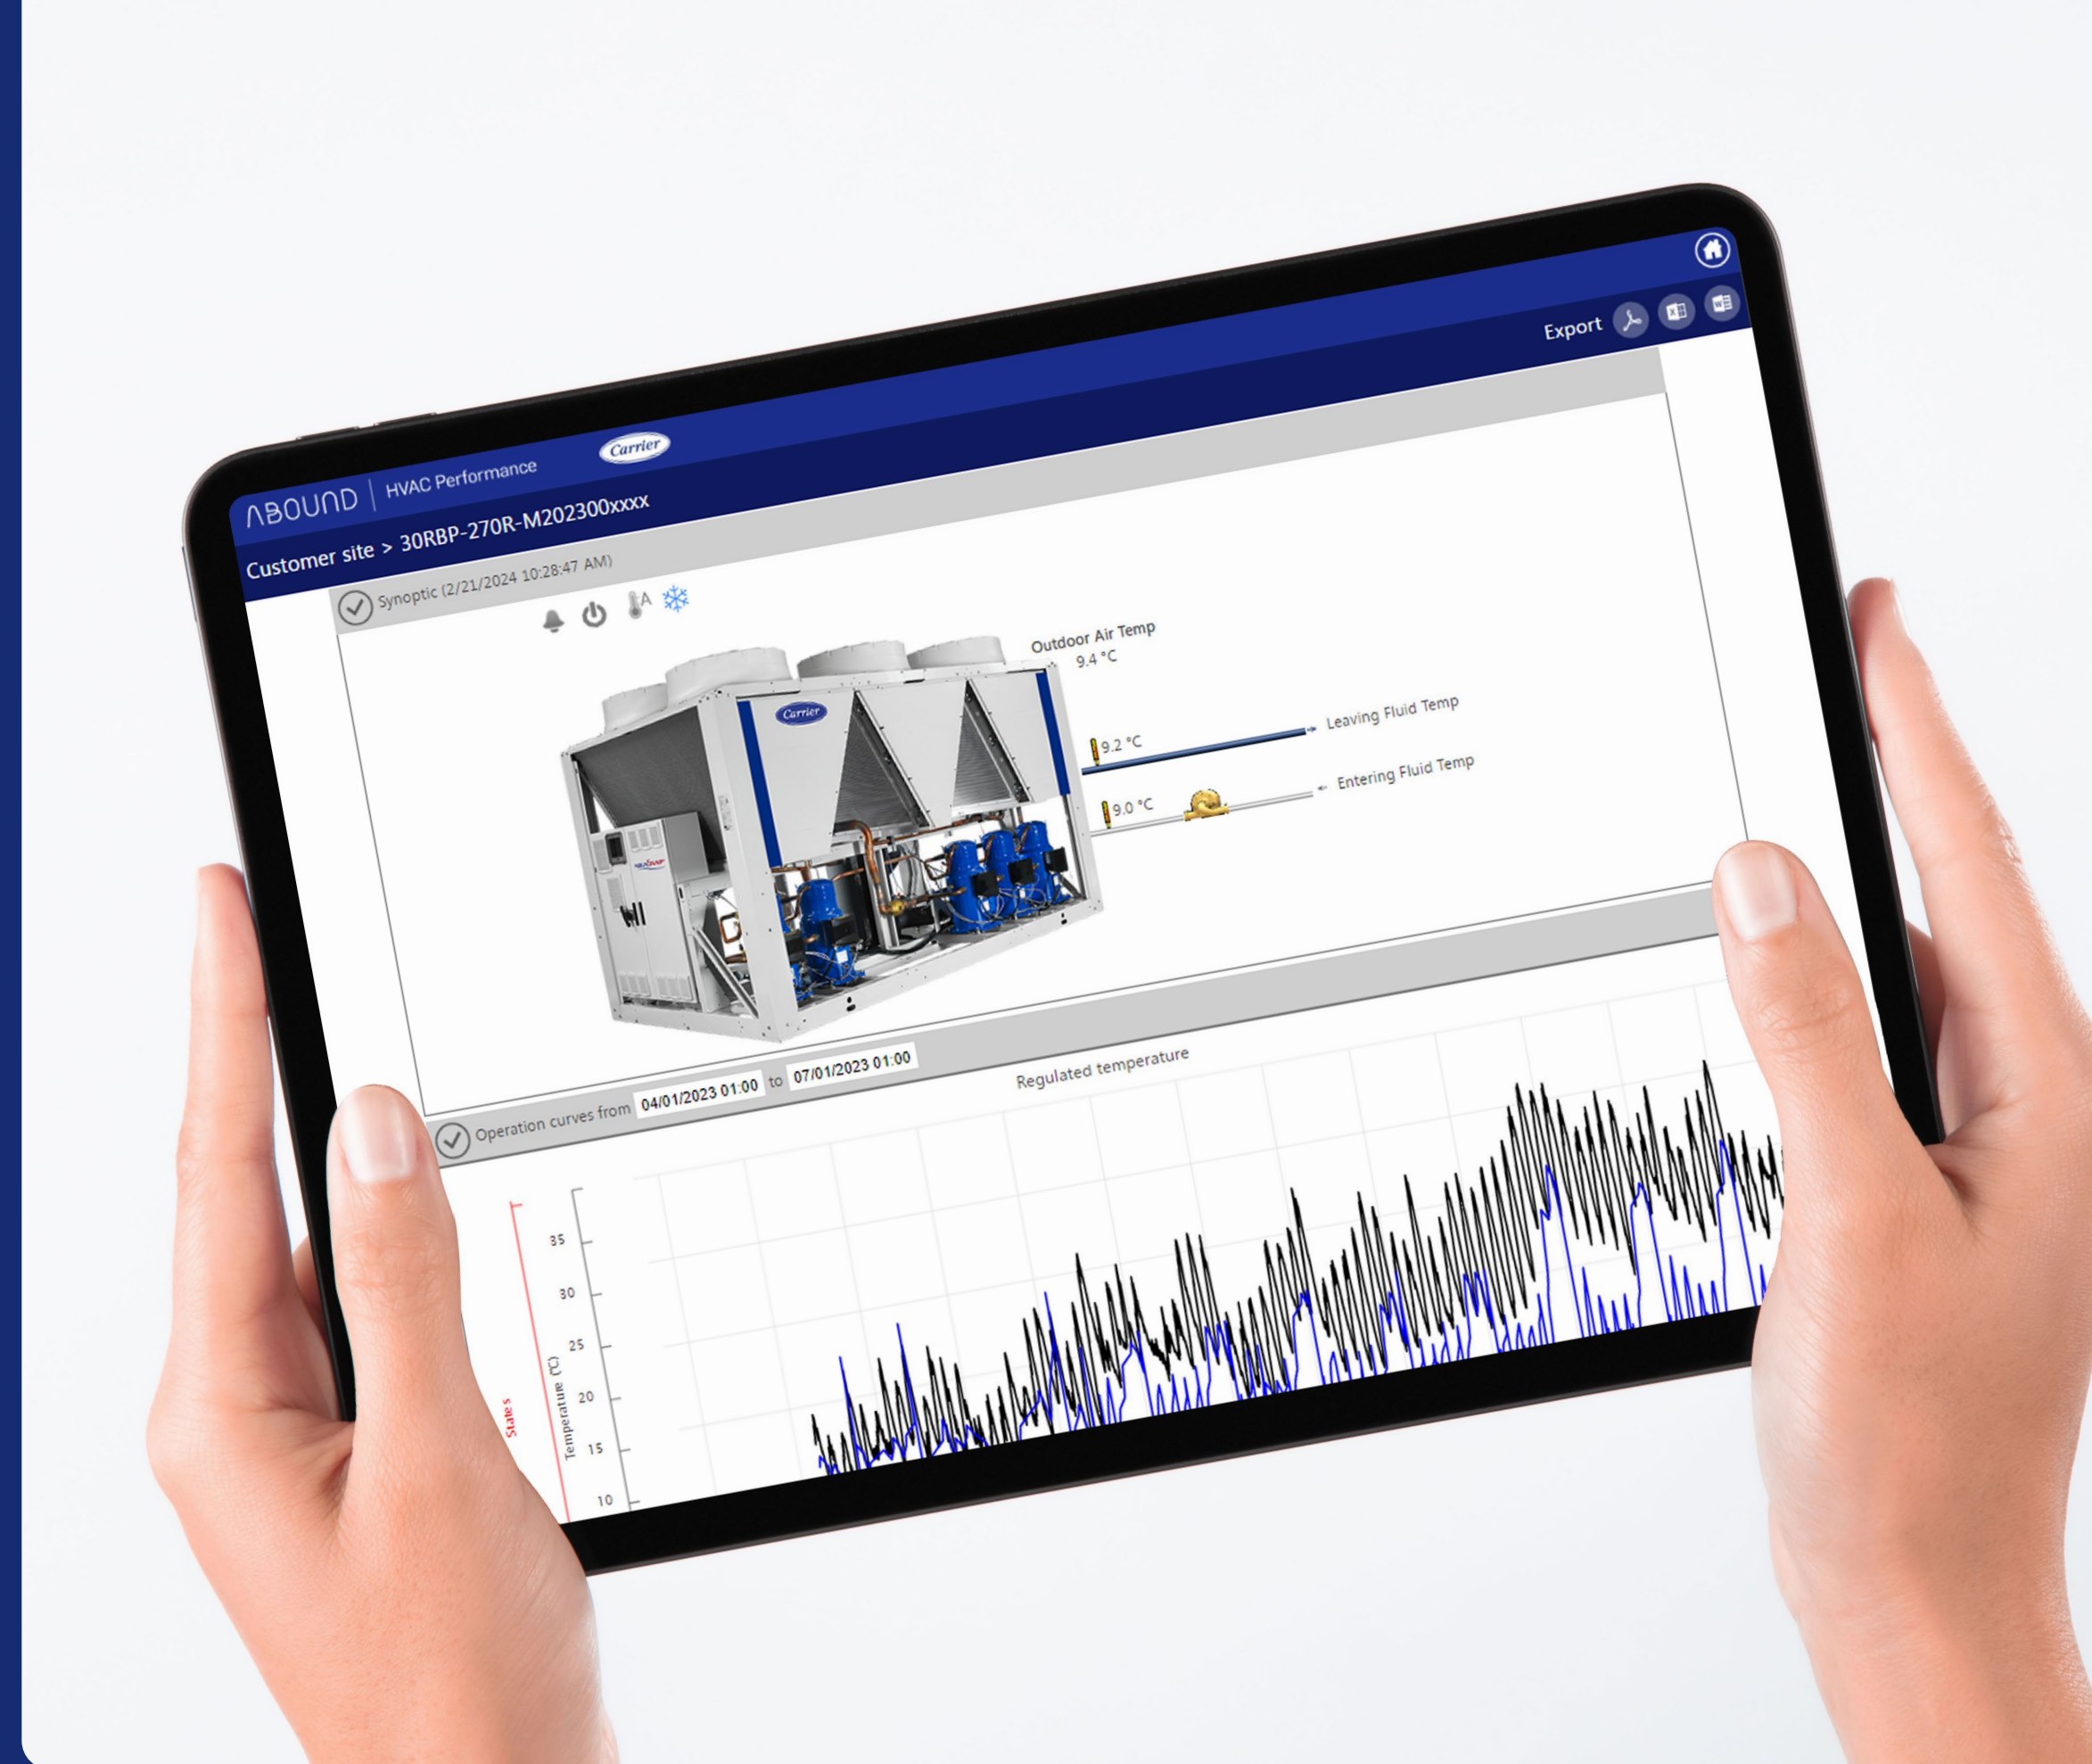 ABOUND | HVAC Performance
Carrier
Customer site > 30RBP-270R-M202300xxxx
Export
Synoptic (2/21/2024 10:28:47 AM)
A
Outdoor Air Temp
9.4 °C
Carrier
9.2 °C
Leaving Fluid Temp
9.0 °C
Entering Fluid Temp
Operation curves from 04/01/2023 01:00 to 07/01/2023 01:00
Regulated temperature
States
Temperature (°C)
35
30
25
20
15
10